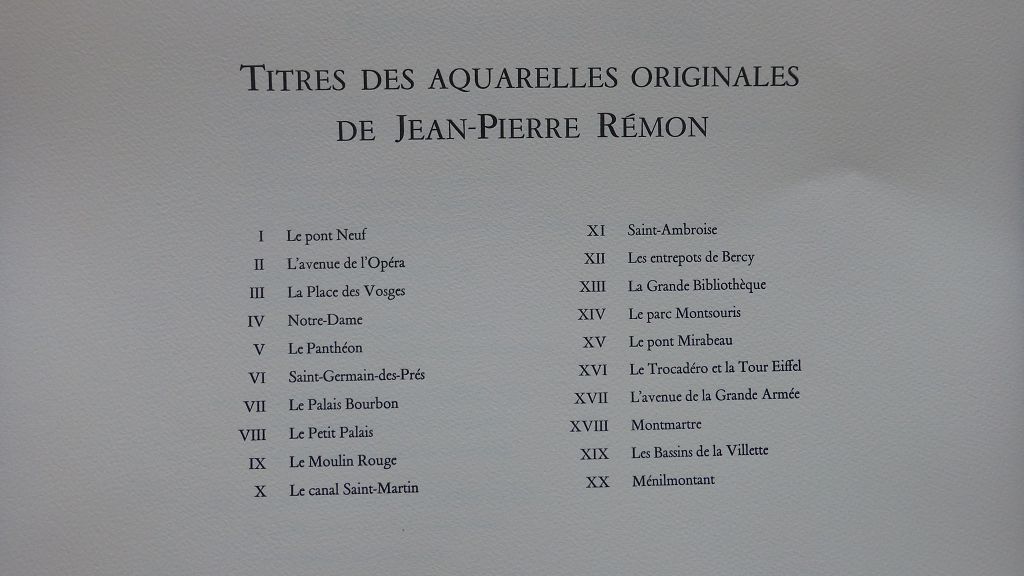 TITRES DES AQUARELLES ORIGINALES
DE JEAN-PIERRE RÉMON
I Le pont Neuf
II L'avenue de l'Opéra
III La Place des Vosges
IV Notre-Dame
V Le Panthéon
VI Saint-Germain-des-Prés
VII Le Palais Bourbon
VIII Le Petit Palais
IX Le Moulin Rouge
X Le canal Saint-Martin
XI Saint-Ambroise
XII Les entrepots de Bercy
XIII La Grande Bibliothèque
XIV Le parc Montsouris
XV Le pont Mirabeau
XVI Le Trocadéro et la Tour Eiffel
XVII L'avenue de la Grande Armée
XVIII Montmartre
XIX Les Bassins de la Villette
XX Ménilmontant